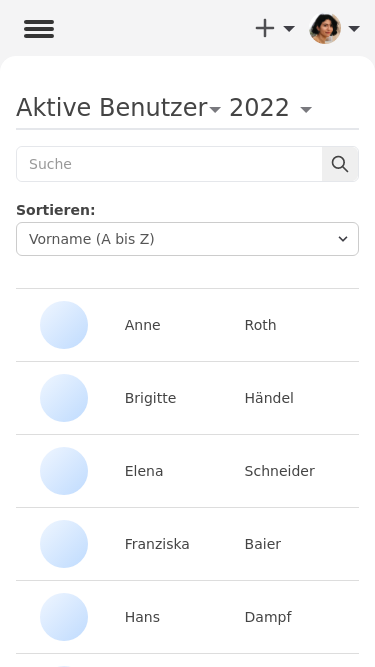 Aktive Benutzer 2022
Suche
Sortieren:
Vorname (A bis Z)
Anne Roth
Brigitte Händel
Elena Schneider
Franziska Baier
Hans Dampf